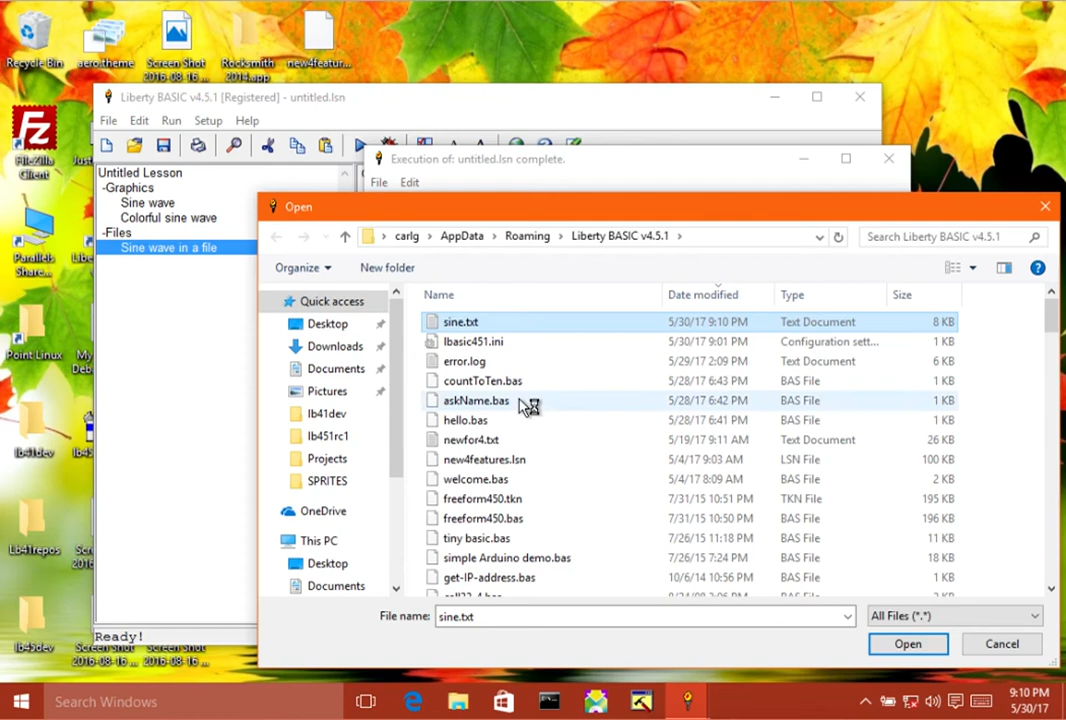 Recycle Bin
aero.theme
Screen Shot
2016-08-16 ...
Rocksmith
2014.app
new4featur...
Liberty BASIC v4.5.1 [Registered] - untitled.lsn
File Edit Run Setup Help
Untitled Lesson
-Graphics
Sine wave
Colorful sine wave
-Files
Sine wave in a file
Ready!
Execution of: untitled.lsn complete.
File Edit
Open
carlg > AppData > Roaming > Liberty BASIC v4.5.1 >
Search Liberty BASIC v4.5.1
Organize New folder
Quick access
Desktop
Downloads
Documents
Pictures
lb41dev
lb451rc1
Projects
SPRITES
OneDrive
This PC
Desktop
Documents
Name Date modified Type Size
sine.txt 5/30/17 9:10 PM Text Document 8 KB
lbasic451.ini 5/30/17 9:01 PM Configuration sett... 1 KB
error.log 5/29/17 2:09 PM Text Document 6 KB
countToTen.bas 5/28/17 6:43 PM BAS File 1 KB
askName.bas 5/28/17 6:42 PM BAS File 1 KB
hello.bas 5/28/17 6:41 PM BAS File 1 KB
newfor4.txt 5/19/17 9:11 AM Text Document 26 KB
new4features.lsn 5/4/17 9:03 AM LSN File 100 KB
welcome.bas 5/4/17 8:09 AM BAS File 2 KB
freeform450.tkn 7/31/15 10:51 PM TKN File 195 KB
freeform450.bas 7/31/15 10:50 PM BAS File 196 KB
tiny basic.bas 7/26/15 11:18 PM BAS File 11 KB
simple Arduino demo.bas 7/26/15 7:24 PM BAS File 18 KB
get-IP-address.bas 10/6/14 10:56 PM BAS File 1 KB
File name: sine.txt All Files (*.*)
Open Cancel
FileZilla
Client
Parallels
Share...
Point Linux
lb41dev
Lb41repos
lb45dev
Screen Shot
2016-08-16 ...
Screen Shot
2016-08-16 ...
Search Windows
9:10 PM
5/30/17